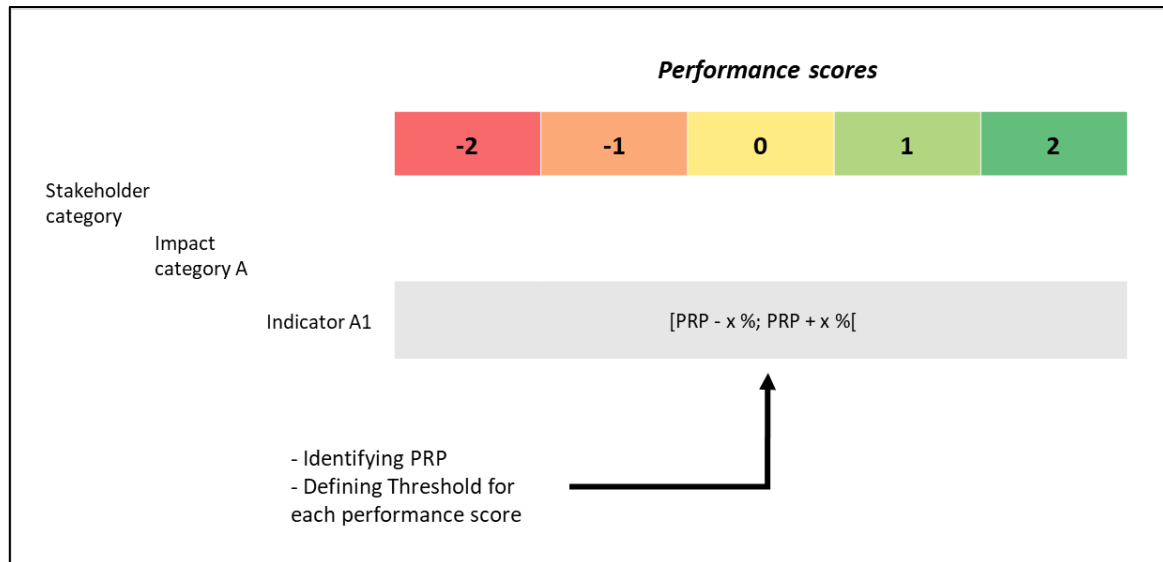 Performance scores
-2 -1 0 1 2
Stakeholder
category
Impact
category A
Indicator A1 [PRP - x %; PRP + x %[
- Identifying PRP
- Defining Threshold for
each performance score